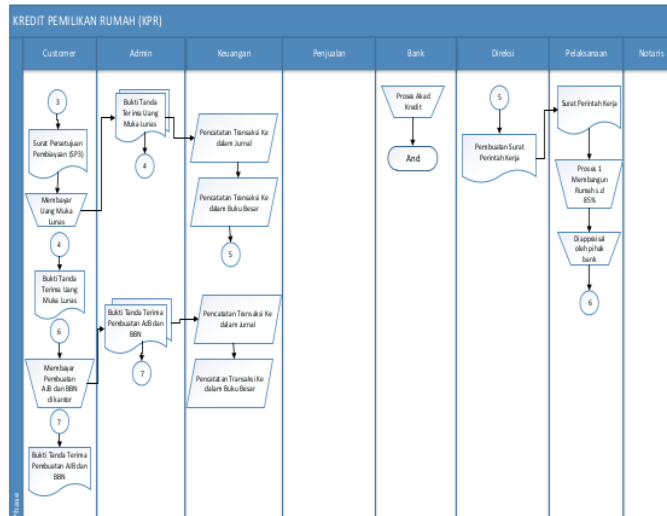 KREDIT PEMILIKAN RUMAH (KPR)
Customer
Admin
Keuangan
Penjualan
Bank
Direksi
Pelaksanaan
Notaris
3
Surat Persetujuan
Pembiayaan (SP3)
Membayar
Uang Muka
Lunas
4
Bukti Tanda
Terima Uang
Muka Lunas
6
Membayar
Pembuatan
AJB dan BBN
dikantor
7
Bukti Tanda Terima
Pembuatan AJB dan
BBN
Bukti Tanda
Terima Uang
Muka Lunas
4
Bukti Tanda Terima
Pembuatan AJB dan
BBN
7
Pencatatan Transaksi Ke
dalam Jurnal
Pencatatan Transaksi Ke
dalam Buku Besar
5
Pencatatan Transaksi Ke
dalam Jurnal
Pencatatan Transaksi Ke
dalam Buku Besar
Proses Akad
Kredit
And
5
Pembuatan Surat
Perintah Kerja
Surat Perintah Kerja
Proses 1
Membangun
Rumah s.d
85%
Diappraisal
oleh pihak
bank
6
Phase